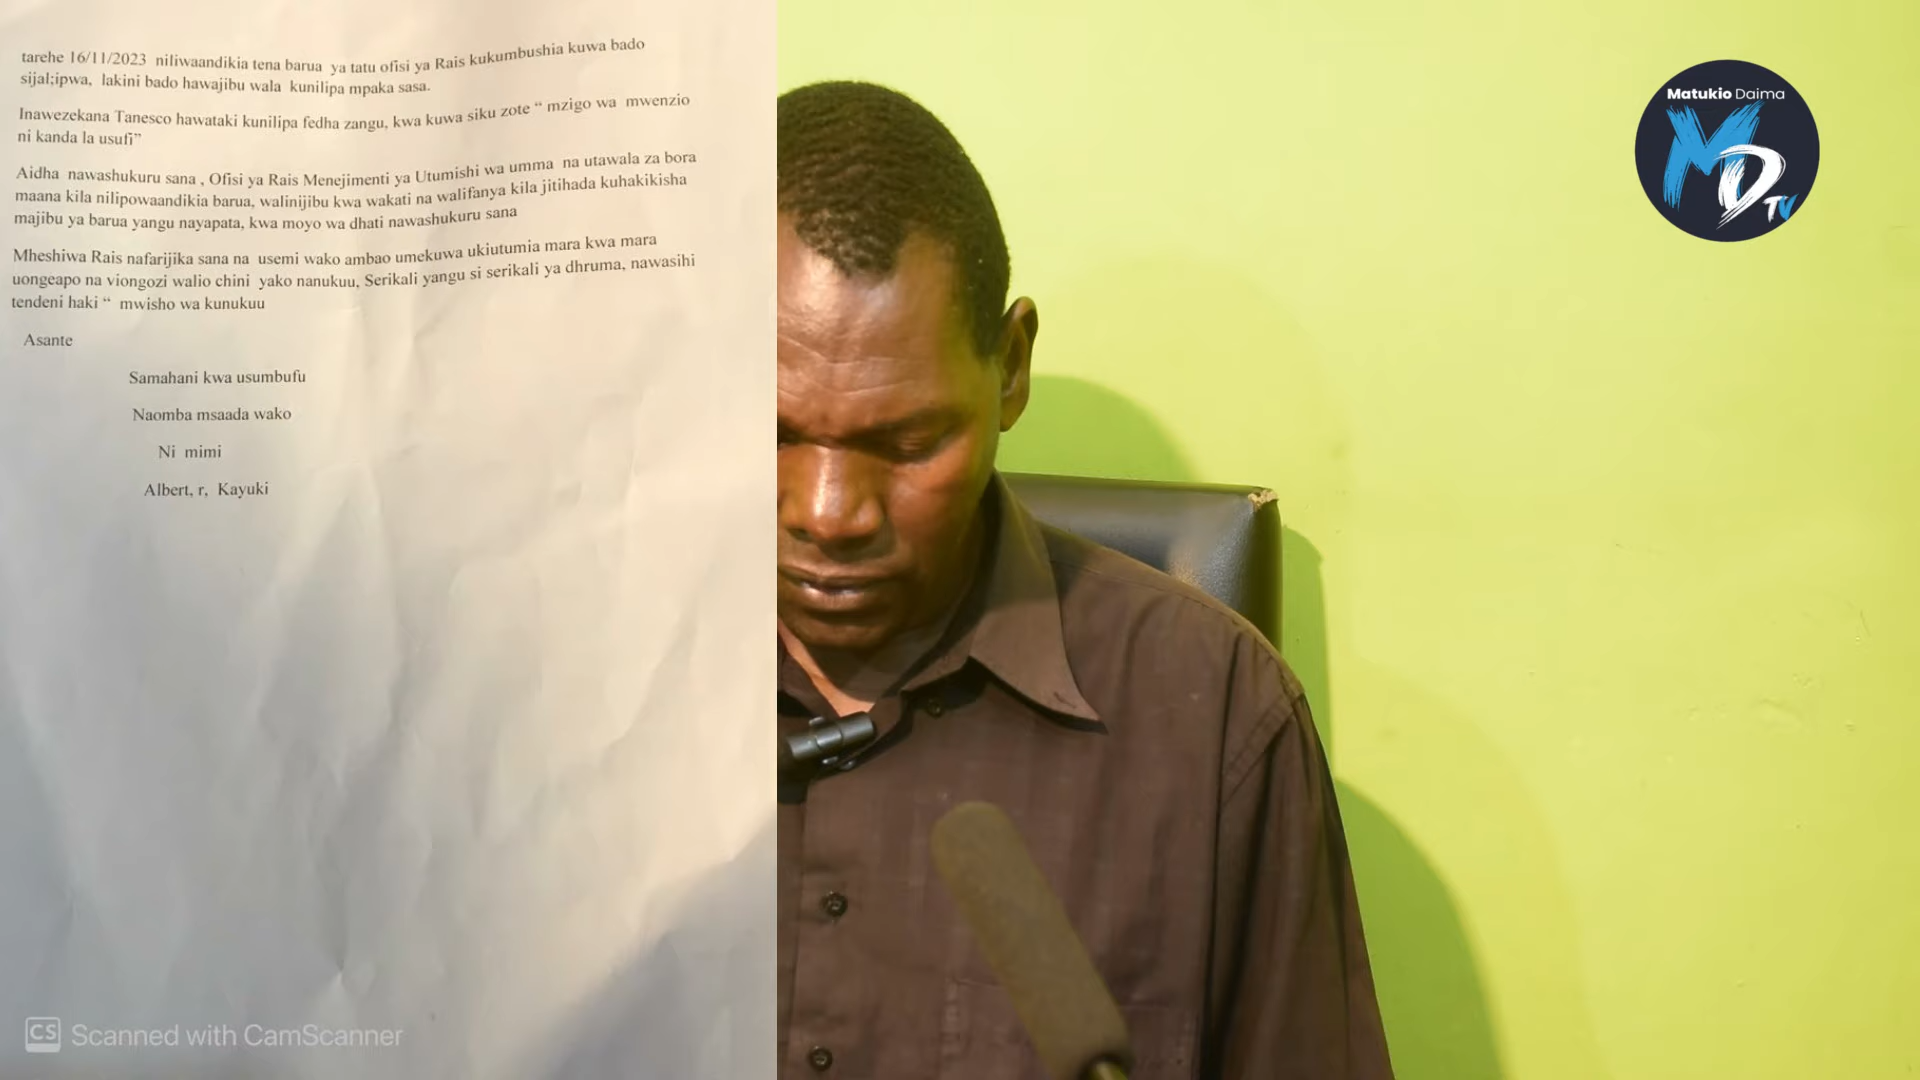 tarehe 16/11/2023 niliwaandikia tena barua ya tatu ofisi ya Rais kukumbushia kuwa bado
sijal;ipwa, lakini bado hawajibu wala kunilipa mpaka sasa.
Inawezekana Tanesco hawataki kunilipa fedha zangu, kwa kuwa siku zote “ mzigo wa mwenzio
ni kanda la usufi”
Aidha nawashukuru sana , Ofisi ya Rais Menejimenti ya Utumishi wa umma na utawala za bora
maana kila nilipowaandikia barua, walinijibu kwa wakati na walifanya kila jitihada kuhakikisha
majibu ya barua yangu nayapata, kwa moyo wa dhati nawashukuru sana
Mheshiwa Rais nafarijika sana na usemi wako ambao umekuwa ukiutumia mara kwa mara
uongeapo na viongozi walio chini yako nanukuu, Serikali yangu si serikali ya dhruma, nawasihi
tendeni haki “ mwisho wa kunukuu
Asante
Samahani kwa usumbufu
Naomba msaada wako
Ni mimi
Albert, r, Kayuki
CS Scanned with CamScanner
Matukio Daima
MD TV